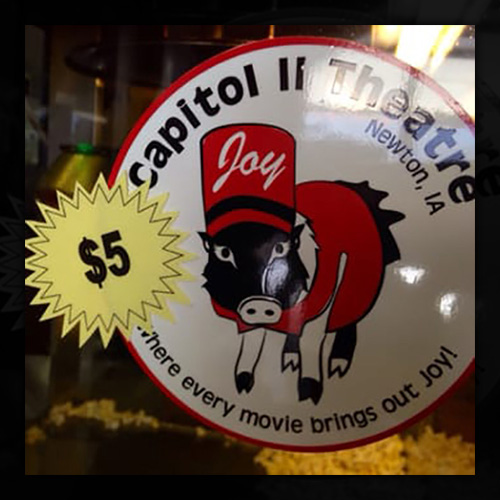 Capitol II Theatre
Newton, IA
Joy
$5
where every movie brings out Joy!